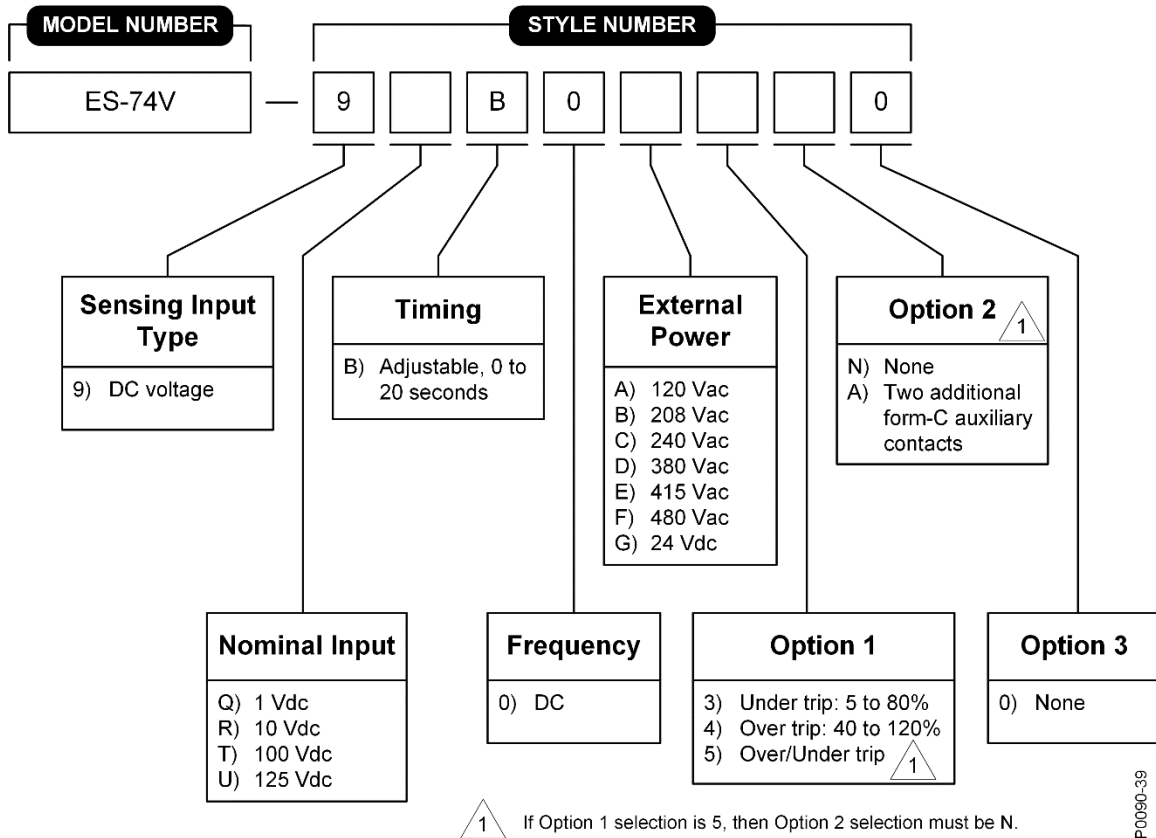 MODEL NUMBER
STYLE NUMBER
ES-74V — 9 B 0 0
Sensing Input
Type
9) DC voltage
Timing
B) Adjustable, 0 to
20 seconds
External
Power
A) 120 Vac
B) 208 Vac
C) 240 Vac
D) 380 Vac
E) 415 Vac
F) 480 Vac
G) 24 Vdc
Option 2 1
N) None
A) Two additional
form-C auxiliary
contacts
Nominal Input
Q) 1 Vdc
R) 10 Vdc
T) 100 Vdc
U) 125 Vdc
Frequency
0) DC
Option 1
3) Under trip: 5 to 80%
4) Over trip: 40 to 120%
5) Over/Under trip 1
Option 3
0) None
1 If Option 1 selection is 5, then Option 2 selection must be N.
P0090-39